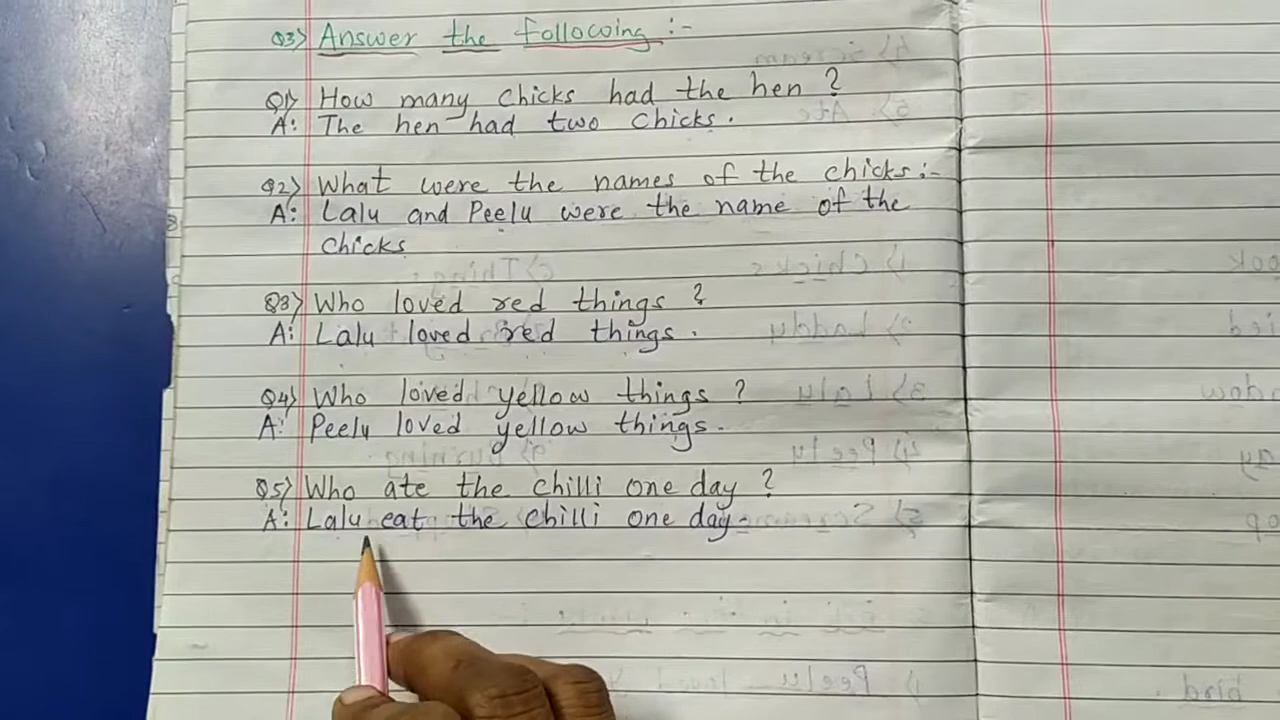 Q3) Answer the following :-
Q1) How many chicks had the hen ?
A: The hen had two chicks.
Q2) What were the names of the chicks :-
A: Lalu and Peelu were the name of the
chicks
Q3) Who loved red things ?
A: Lalu loved red things.
Q4) Who loved yellow things ?
A: Peelu loved yellow things.
Q5) Who ate the chilli one day ?
A: Lalu eat the chilli one day.